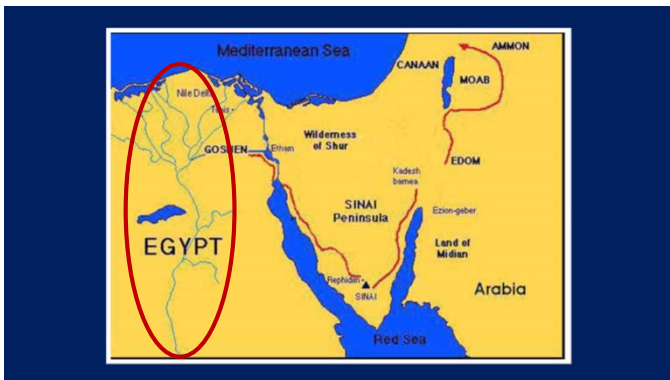 Mediterranean Sea
AMMON
CANAAN
MOAB
Nile Delta
Tanis
Wilderness
of Shur
GOSHEN
Etham
EDOM
Kadesh
barnea
SINAI
Peninsula
Ezion-geber
EGYPT
Land of
Midian
Rephidim
SINAI
Arabia
Red Sea